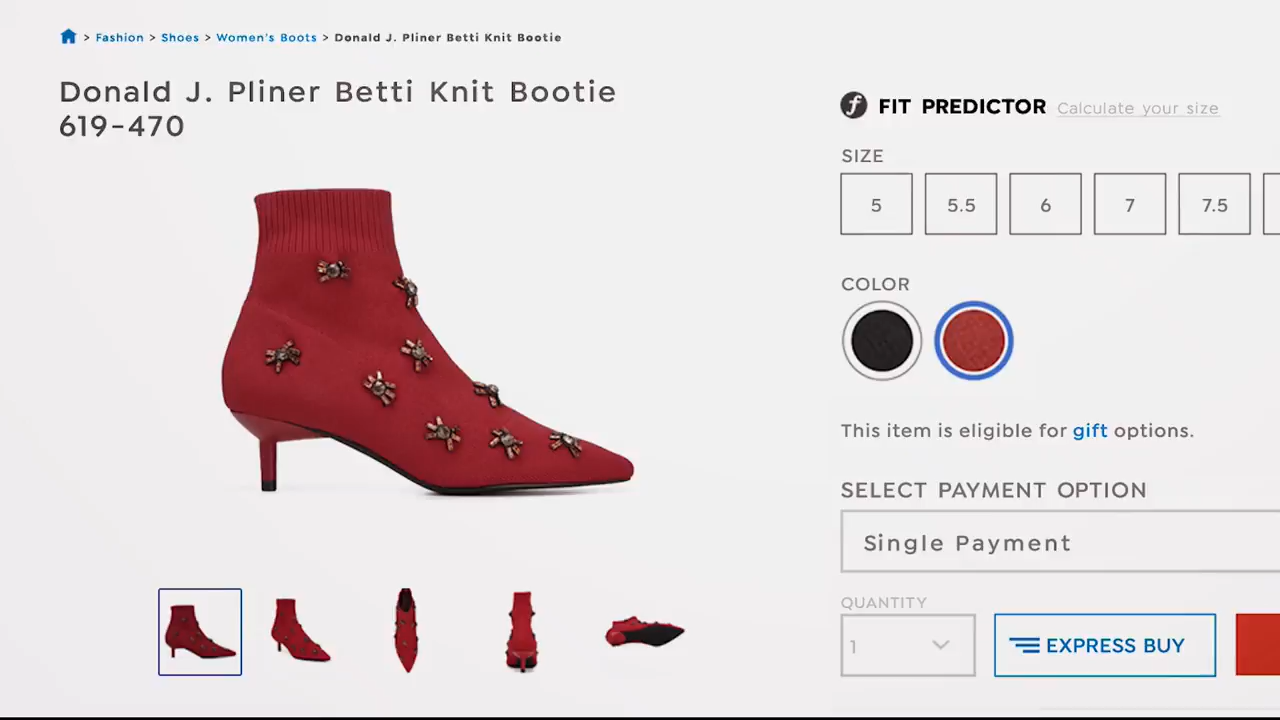 > Fashion > Shoes > Women's Boots > Donald J. Pliner Betti Knit Bootie
Donald J. Pliner Betti Knit Bootie
619-470
f FIT PREDICTOR Calculate your size
SIZE
5 5.5 6 7 7.5
COLOR
This item is eligible for gift options.
SELECT PAYMENT OPTION
Single Payment
QUANTITY
1
EXPRESS BUY